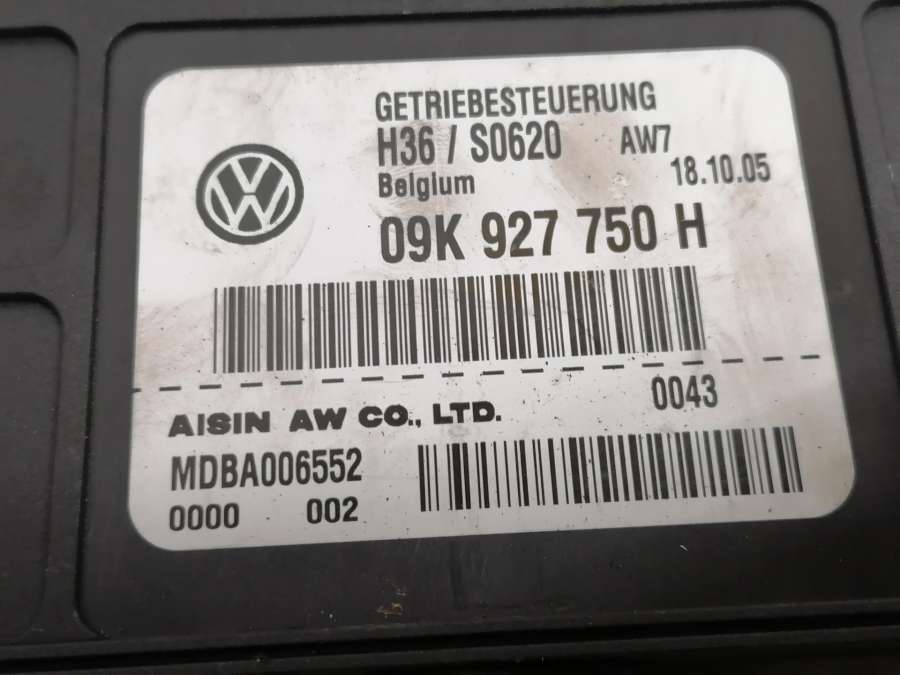 GETRIEBESTEUERUNG
H36 / S0620 AW7
Belgium 18.10.05
09K 927 750 H
0043
AISIN AW CO., LTD.
MDBA006552
0000 002